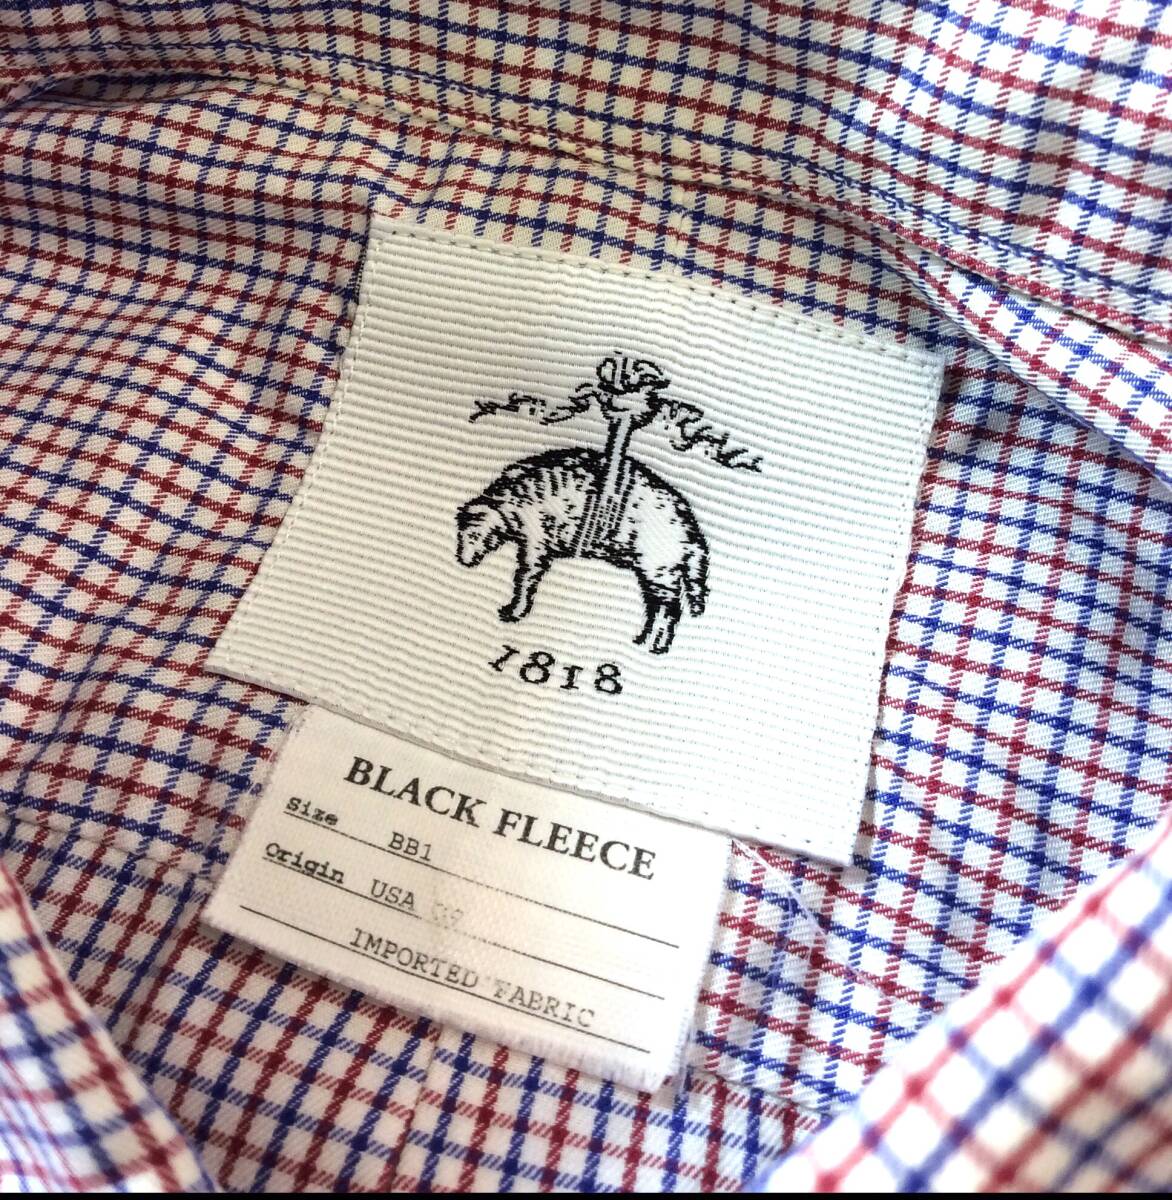 1818
BLACK FLEECE
Size BB1
Origin USA
IMPORTED FABRIC